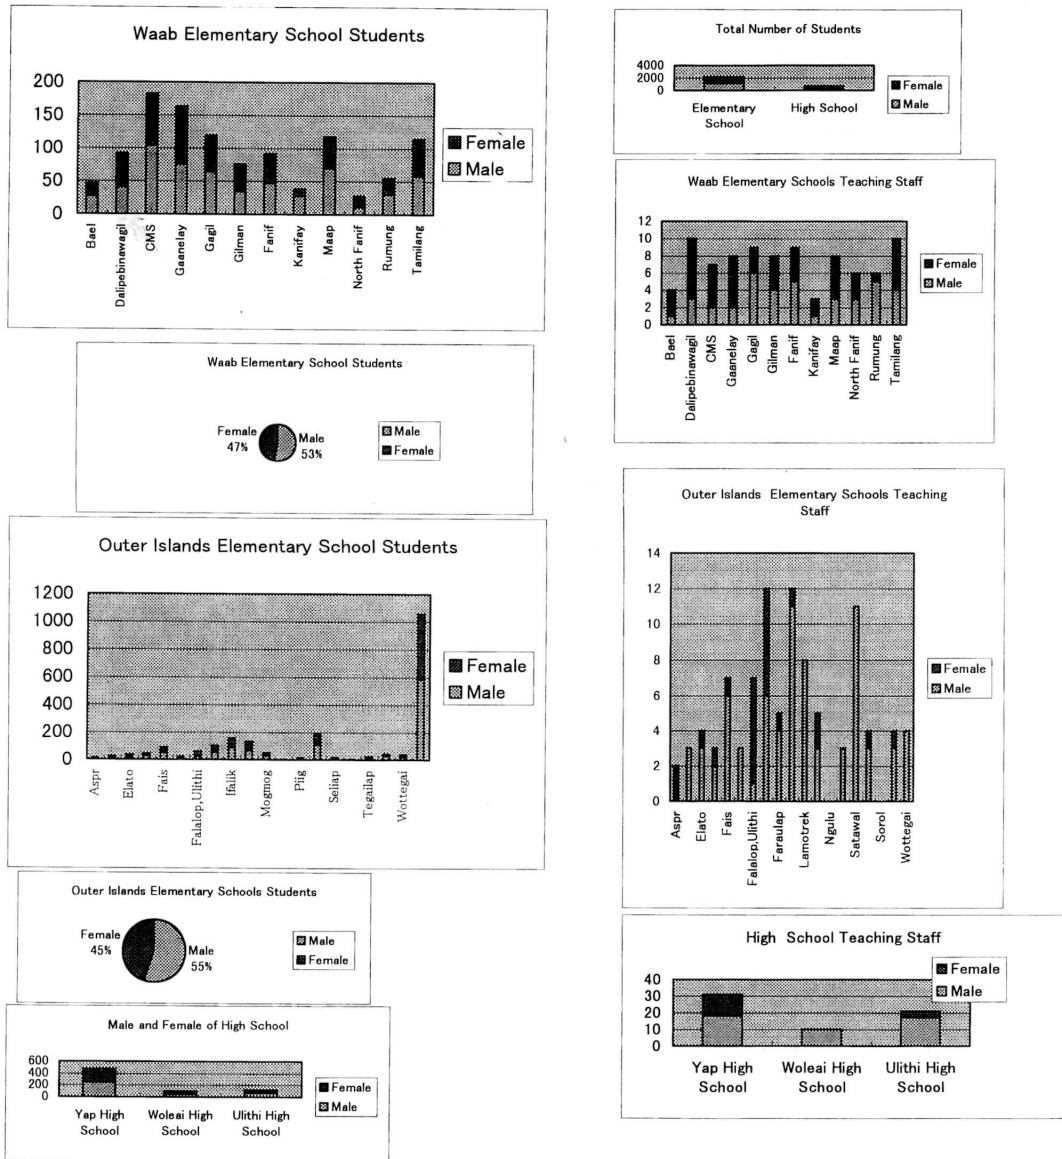 Waab Elementary School Students
200
150
100
50
0
Bael
Dalipebinawagil
CMS
Gaanelay
Gagil
Gilman
Fanif
Kanifay
Maap
North Fanif
Rumung
Tamilang
Female
Male
Waab Elementary School Students
Female
47%
Male
53%
Male
Female
Outer Islands Elementary School Students
1200
1000
800
600
400
200
0
Aspr
Elato
Fais
Falalop,Ulithi
Ifalik
Mogmog
Piig
Seliap
Tegailap
Wottegai
Female
Male
Outer Islands Elementary Schools Students
Female
45%
Male
55%
Male
Female
Male and Female of High School
600
400
200
0
Yap High
School
Woleai High
School
Ulithi High
School
Female
Male
Total Number of Students
4000
2000
0
Elementary
School
High School
Female
Male
Waab Elementary Schools Teaching Staff
12
10
8
6
4
2
0
Bael
Dalipebinawagil
CMS
Gaanelay
Gagil
Gilman
Fanif
Kanifay
Maap
North Fanif
Rumung
Tamilang
Female
Male
Outer Islands Elementary Schools Teaching
Staff
14
12
10
8
6
4
2
0
Aspr
Elato
Fais
Falalop,Ulithi
Faraulap
Lamotrek
Ngulu
Satawal
Sorol
Wottegai
Female
Male
High School Teaching Staff
40
30
20
10
0
Yap High
School
Woleai High
School
Ulithi High
School
Female
Male